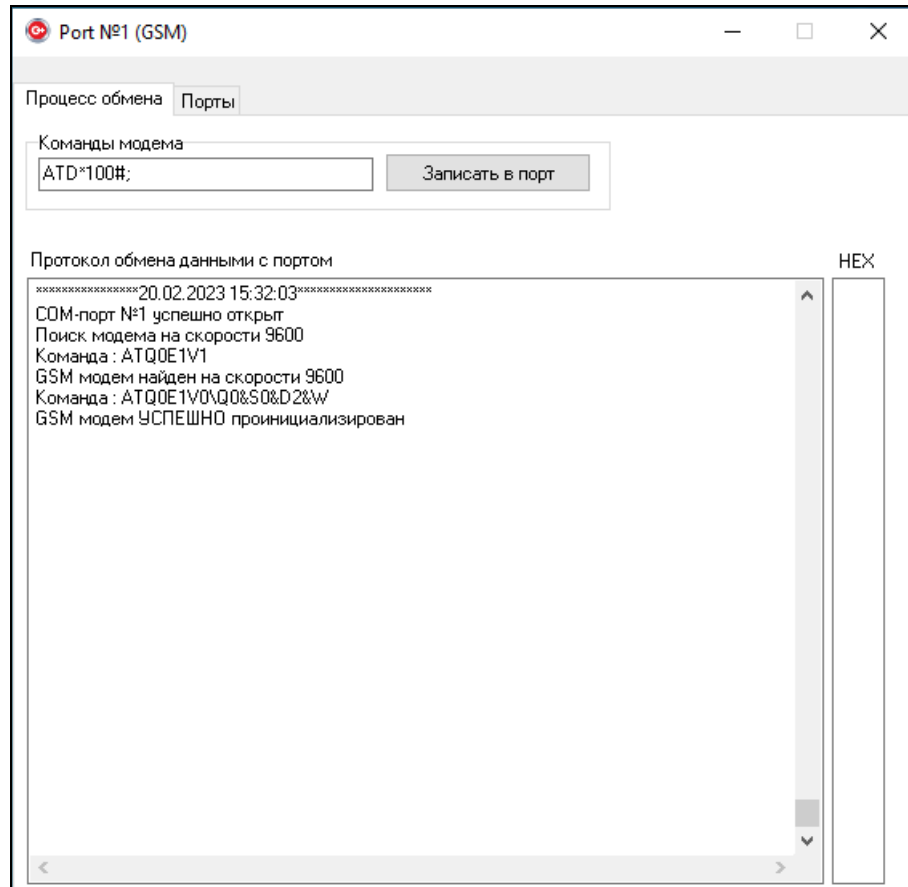 Port №1 (GSM)
Процесс обмена Порты
Команды модема
ATD*100#;
Записать в порт
Протокол обмена данными с портом
HEX
****************20.02.2023 15:32:03*********************
COM-порт №1 успешно открыт
Поиск модема на скорости 9600
Команда : ATQ0E1V1
GSM модем найден на скорости 9600
Команда : ATQ0E1V0\Q0&S0&D2&W
GSM модем УСПЕШНО проинициализирован